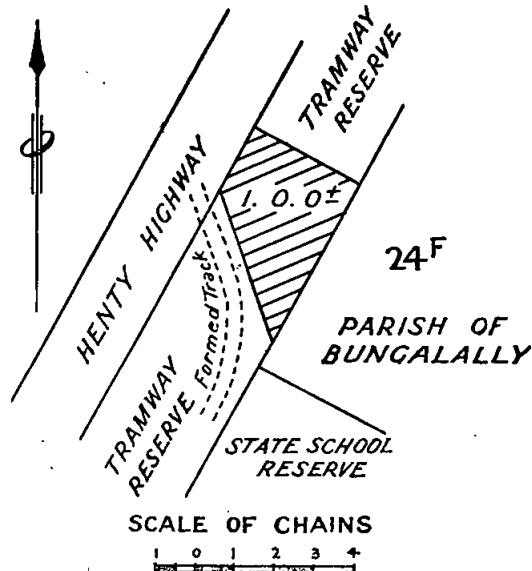 TRAMWAY
RESERVE
HENTY HIGHWAY
1. 0. 0±
Formed Track
24F
PARISH OF
BUNGALALLY
TRAMWAY
RESERVE
STATE SCHOOL
RESERVE
SCALE OF CHAINS
1 0 1 2 3 4